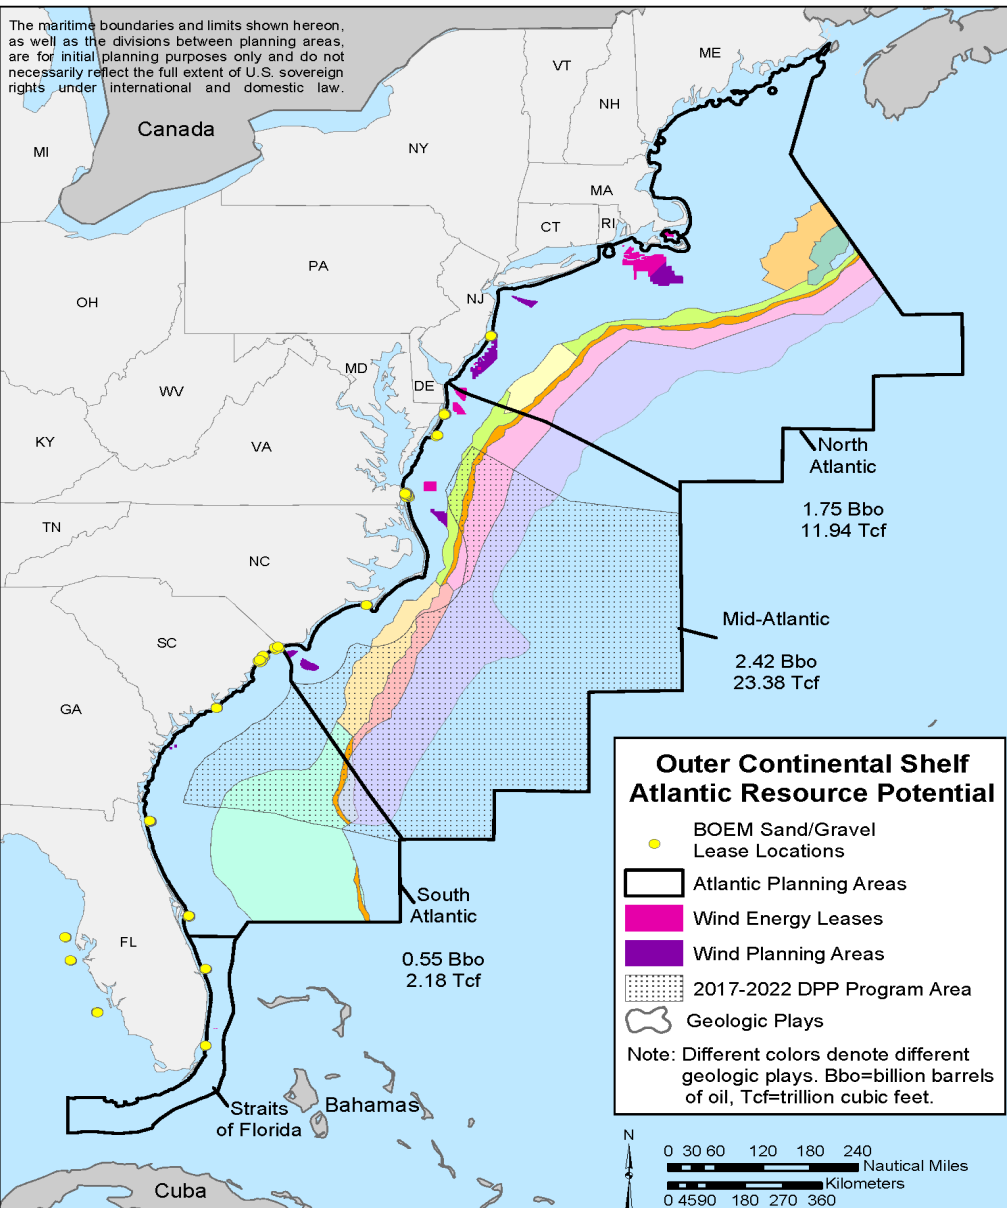 The maritime boundaries and limits shown hereon,
as well as the divisions between planning areas,
are for initial planning purposes only and do not
necessarily reflect the full extent of U.S. sovereign
rights under international and domestic law.
ME
VT
NH
Canada
MI
NY
MA
CT
RI
PA
OH
NJ
MD
DE
WV
KY
VA
North
Atlantic
1.75 Bbo
11.94 Tcf
TN
NC
Mid-Atlantic
2.42 Bbo
23.38 Tcf
SC
GA
Outer Continental Shelf
Atlantic Resource Potential
BOEM Sand/Gravel
Lease Locations
Atlantic Planning Areas
Wind Energy Leases
Wind Planning Areas
2017-2022 DPP Program Area
Geologic Plays
Note: Different colors denote different
geologic plays. Bbo=billion barrels
of oil, Tcf=trillion cubic feet.
South
Atlantic
0.55 Bbo
2.18 Tcf
FL
Straits
of Florida
Bahamas
Cuba
N
0 30 60 120 180 240
Nautical Miles
Kilometers
0 4590 180 270 360